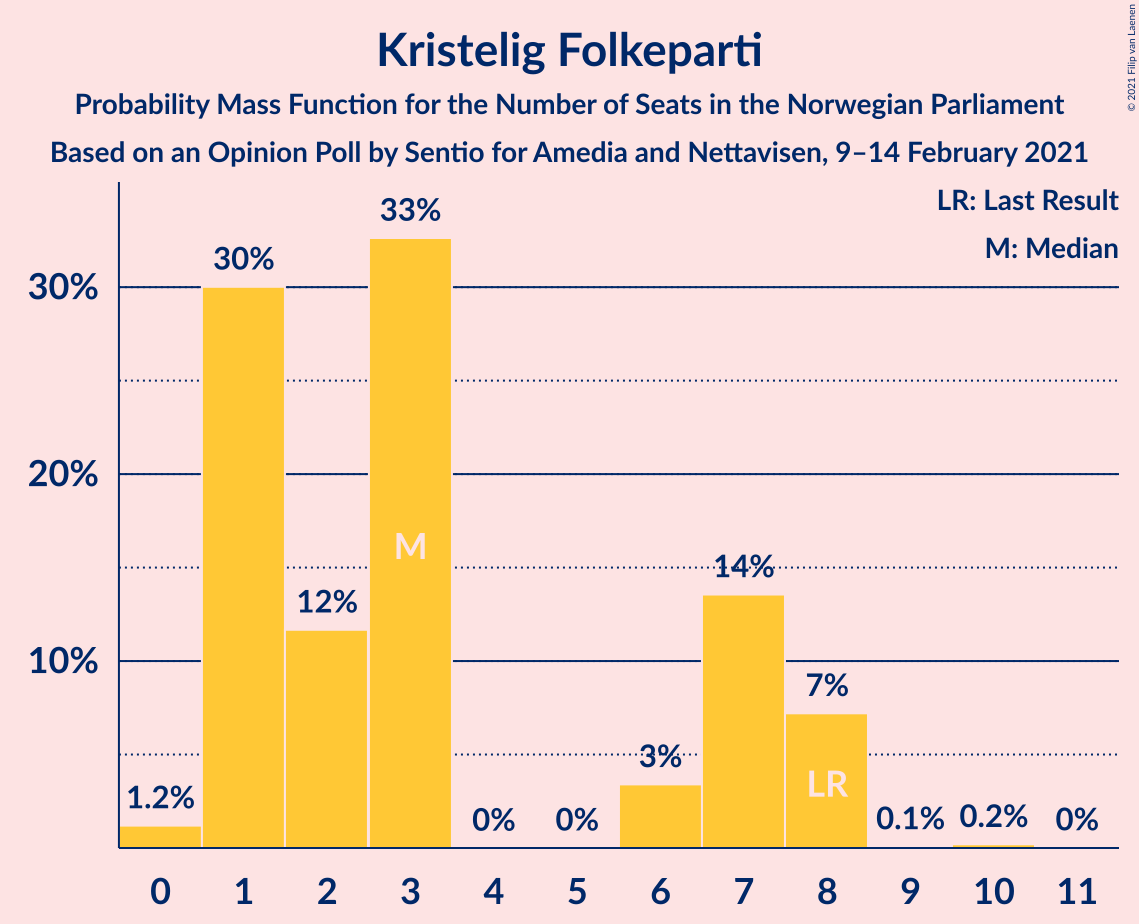 © 2021 Filip van Laenen
Kristelig Folkeparti
Probability Mass Function for the Number of Seats in the Norwegian Parliament
Based on an Opinion Poll by Sentio for Amedia and Nettavisen, 9–14 February 2021
LR: Last Result
M: Median
33%
30%
30%
20%
M
14%
12%
10%
7%
3%
LR
1.2%
0%
0%
0.1%
0.2%
0%
0 1 2 3 4 5 6 7 8 9 10 11